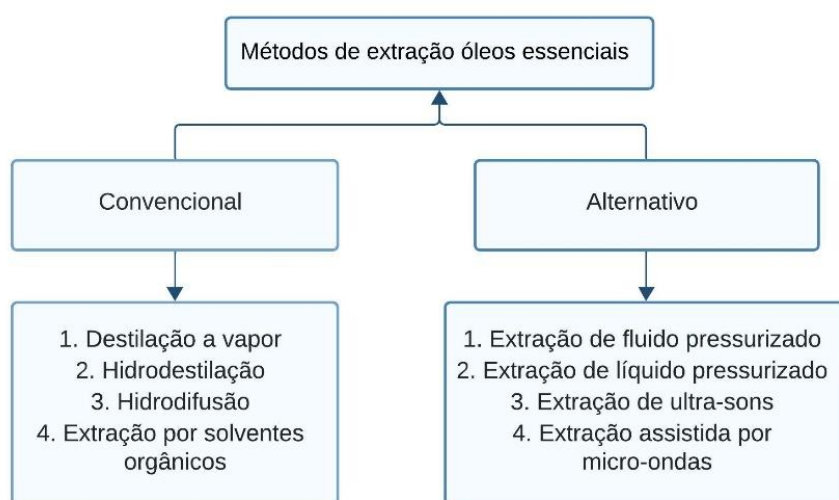 Métodos de extração óleos essenciais
Convencional
Alternativo
1. Destilação a vapor
2. Hidrodestilação
3. Hidrodifusão
4. Extração por solventes
orgânicos
1. Extração de fluido pressurizado
2. Extração de líquido pressurizado
3. Extração de ultra-sons
4. Extração assistida por
micro-ondas